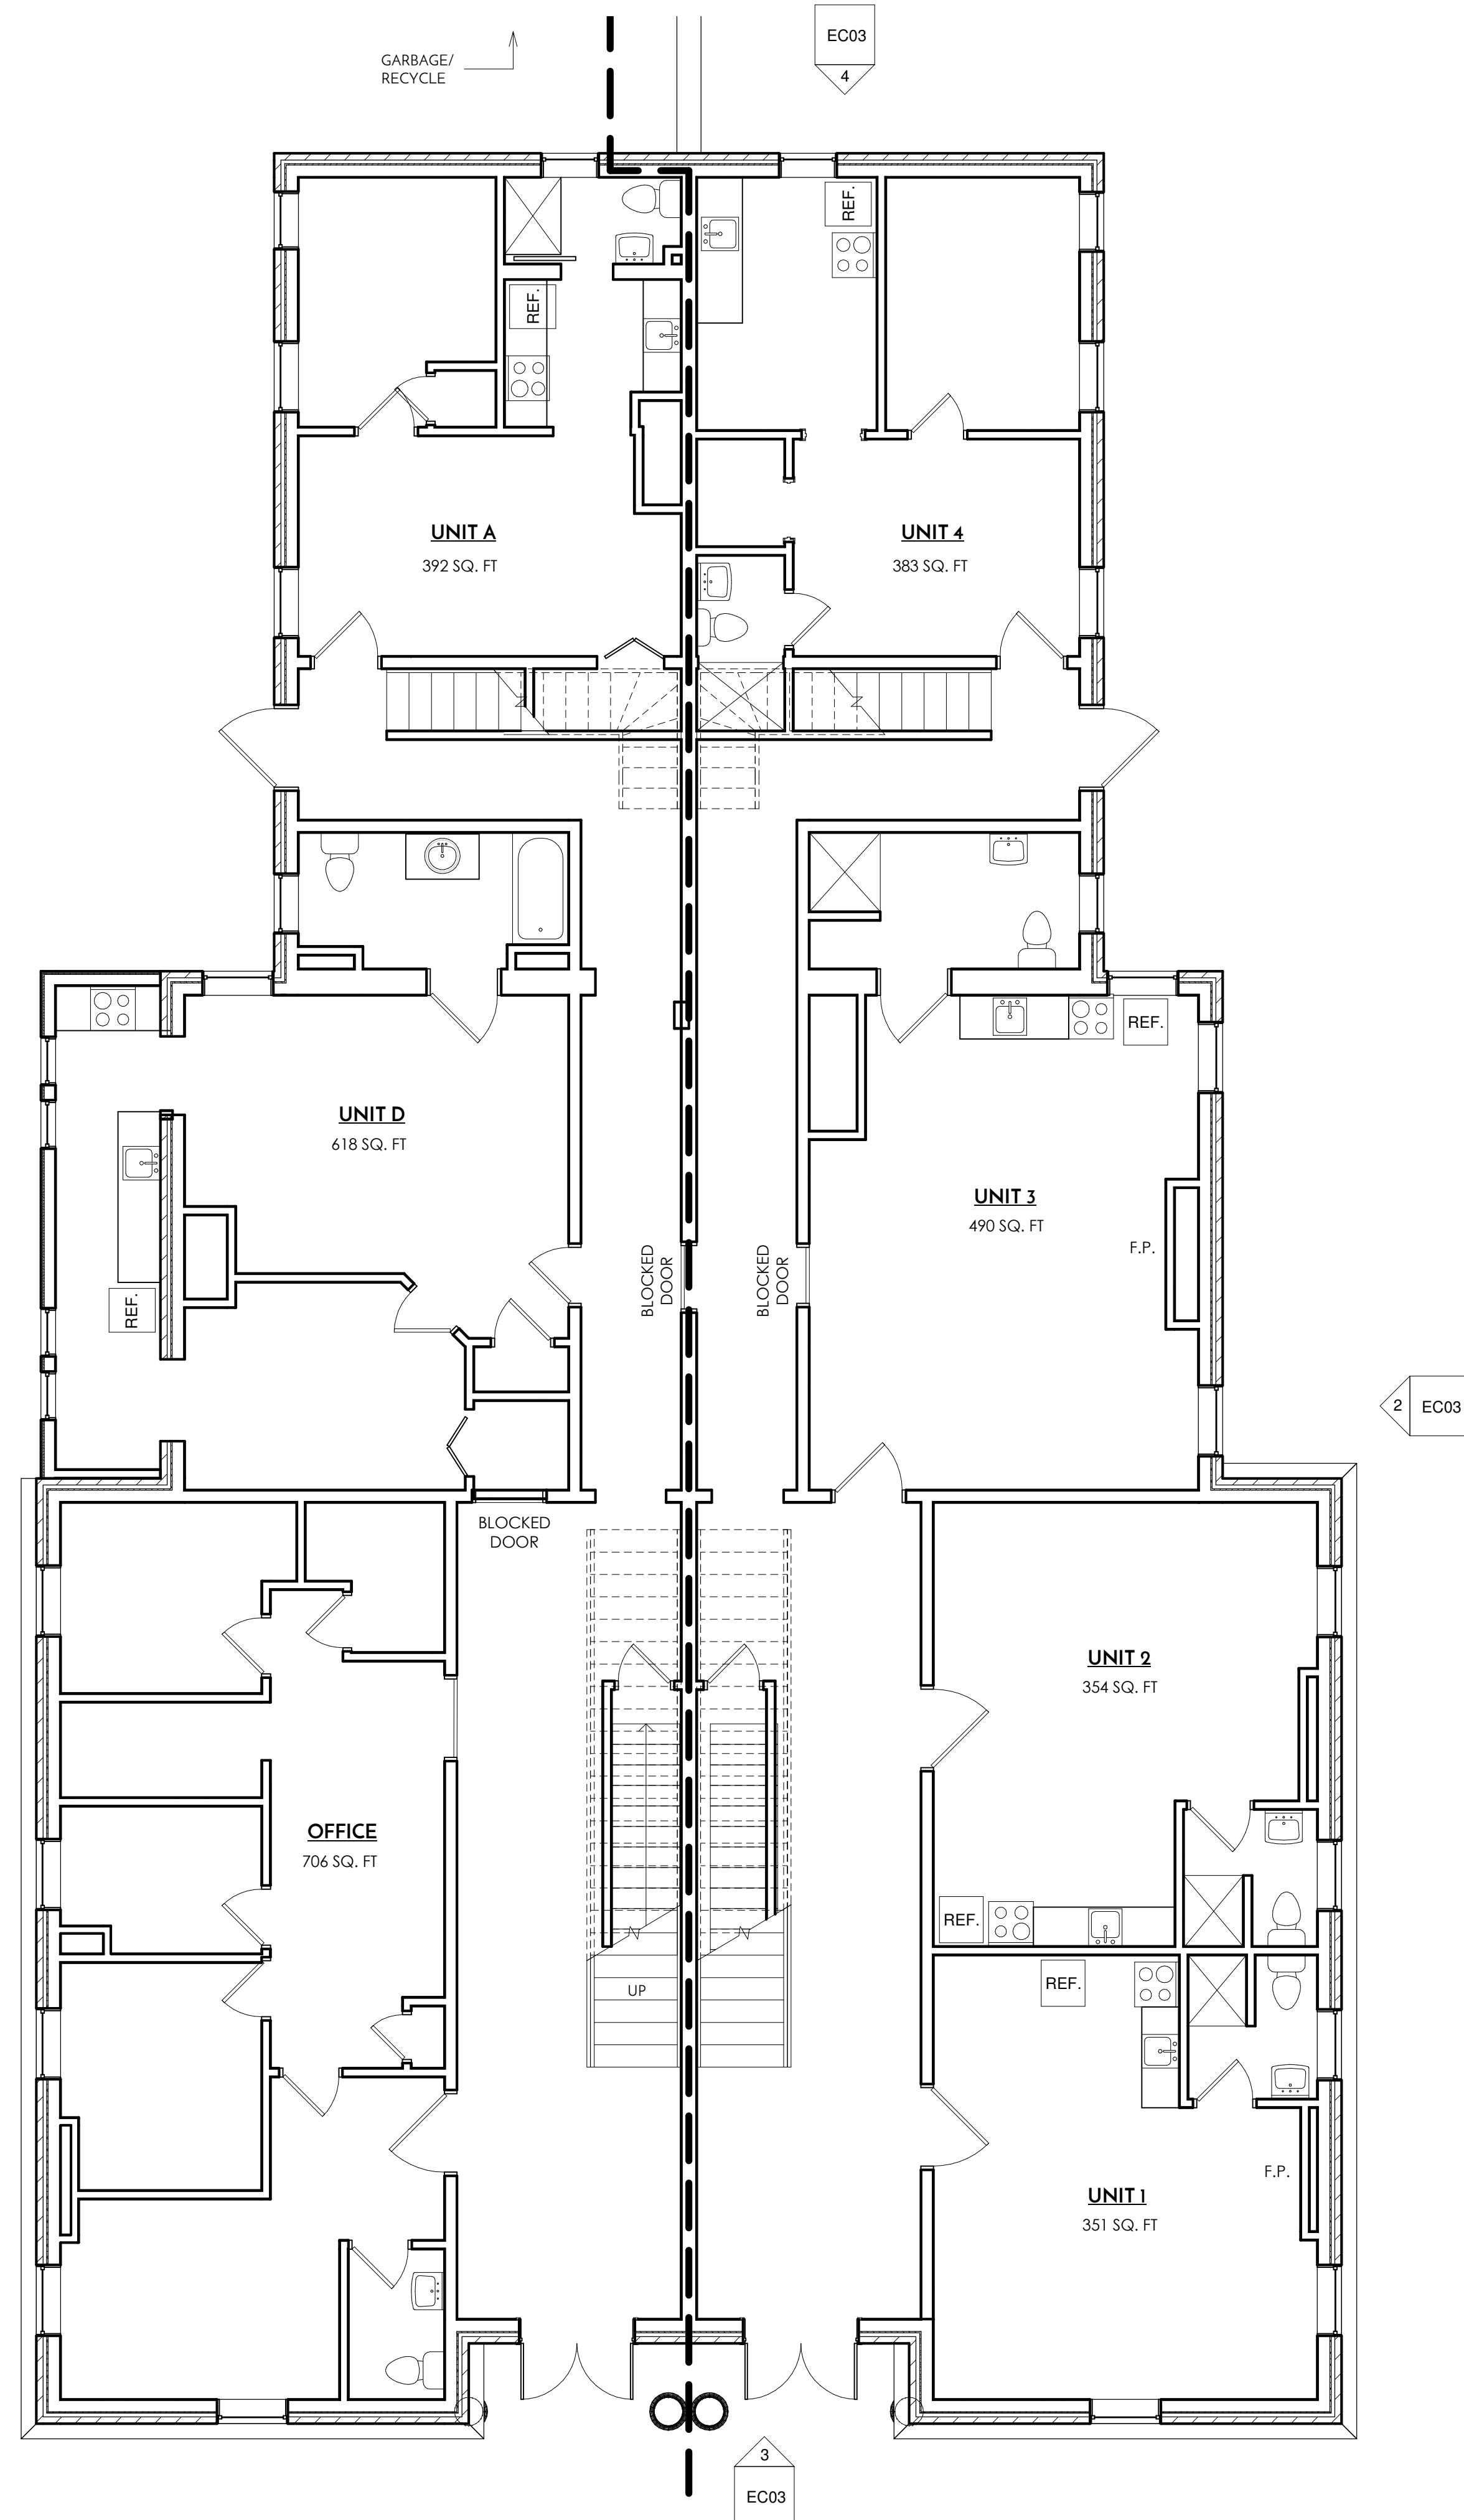 EC03
4
GARBAGE/
RECYCLE
REF.
REF.
UNIT A
392 SQ. FT
UNIT 4
383 SQ. FT
REF.
UNIT D
618 SQ. FT
UNIT 3
490 SQ. FT
F.P.
BLOCKED
DOOR
BLOCKED
DOOR
REF.
2
EC03
BLOCKED
DOOR
UNIT 2
354 SQ. FT
OFFICE
706 SQ. FT
REF.
UP
REF.
F.P.
UNIT 1
351 SQ. FT
3
EC03